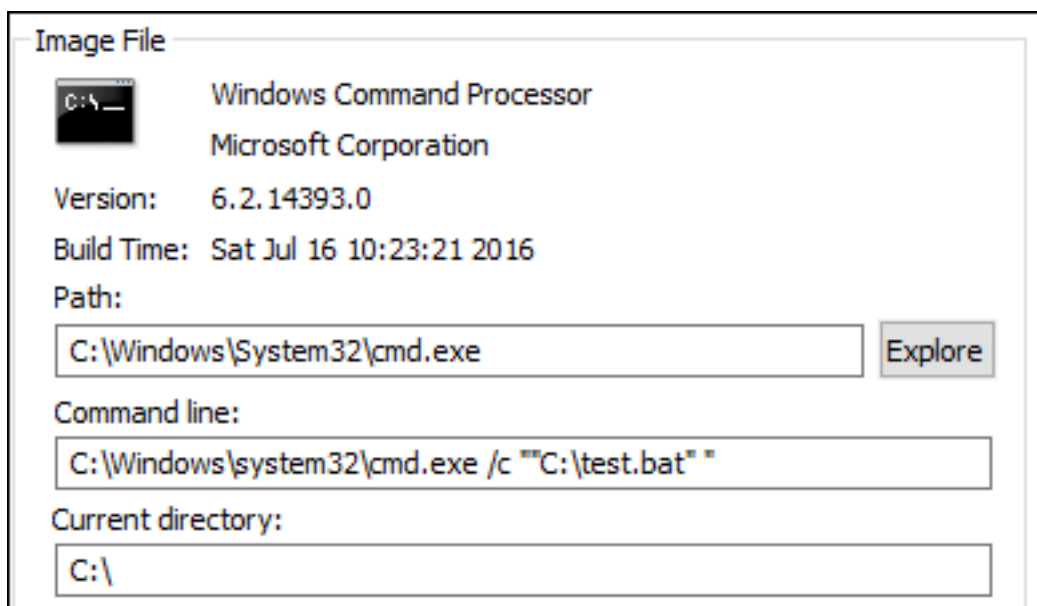 Image File
C:\
Windows Command Processor
Microsoft Corporation
Version: 6.2.14393.0
Build Time: Sat Jul 16 10:23:21 2016
Path:
C:\Windows\System32\cmd.exe Explore
Command line:
C:\Windows\system32\cmd.exe /c ""C:\test.bat" "
Current directory:
C:\